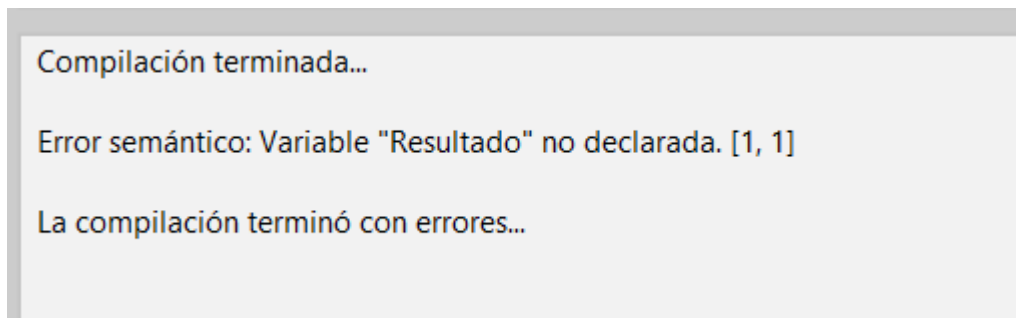 Compilación terminada...
Error semántico: Variable "Resultado" no declarada. [1, 1]
La compilación terminó con errores...